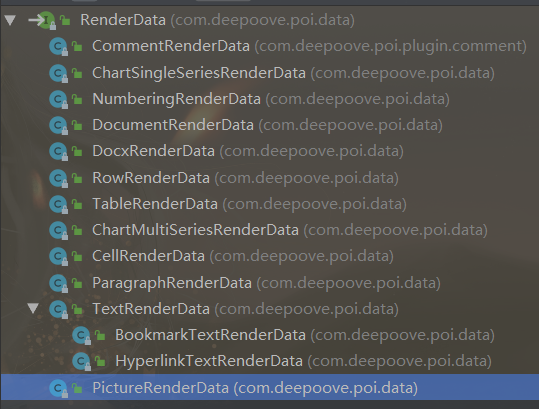 RenderData (com.deepoove.poi.data)
CommentRenderData (com.deepoove.poi.plugin.comment)
ChartSingleSeriesRenderData (com.deepoove.poi.data)
NumberingRenderData (com.deepoove.poi.data)
DocumentRenderData (com.deepoove.poi.data)
DocxRenderData (com.deepoove.poi.data)
RowRenderData (com.deepoove.poi.data)
TableRenderData (com.deepoove.poi.data)
ChartMultiSeriesRenderData (com.deepoove.poi.data)
CellRenderData (com.deepoove.poi.data)
ParagraphRenderData (com.deepoove.poi.data)
TextRenderData (com.deepoove.poi.data)
BookmarkTextRenderData (com.deepoove.poi.data)
HyperlinkTextRenderData (com.deepoove.poi.data)
PictureRenderData (com.deepoove.poi.data)